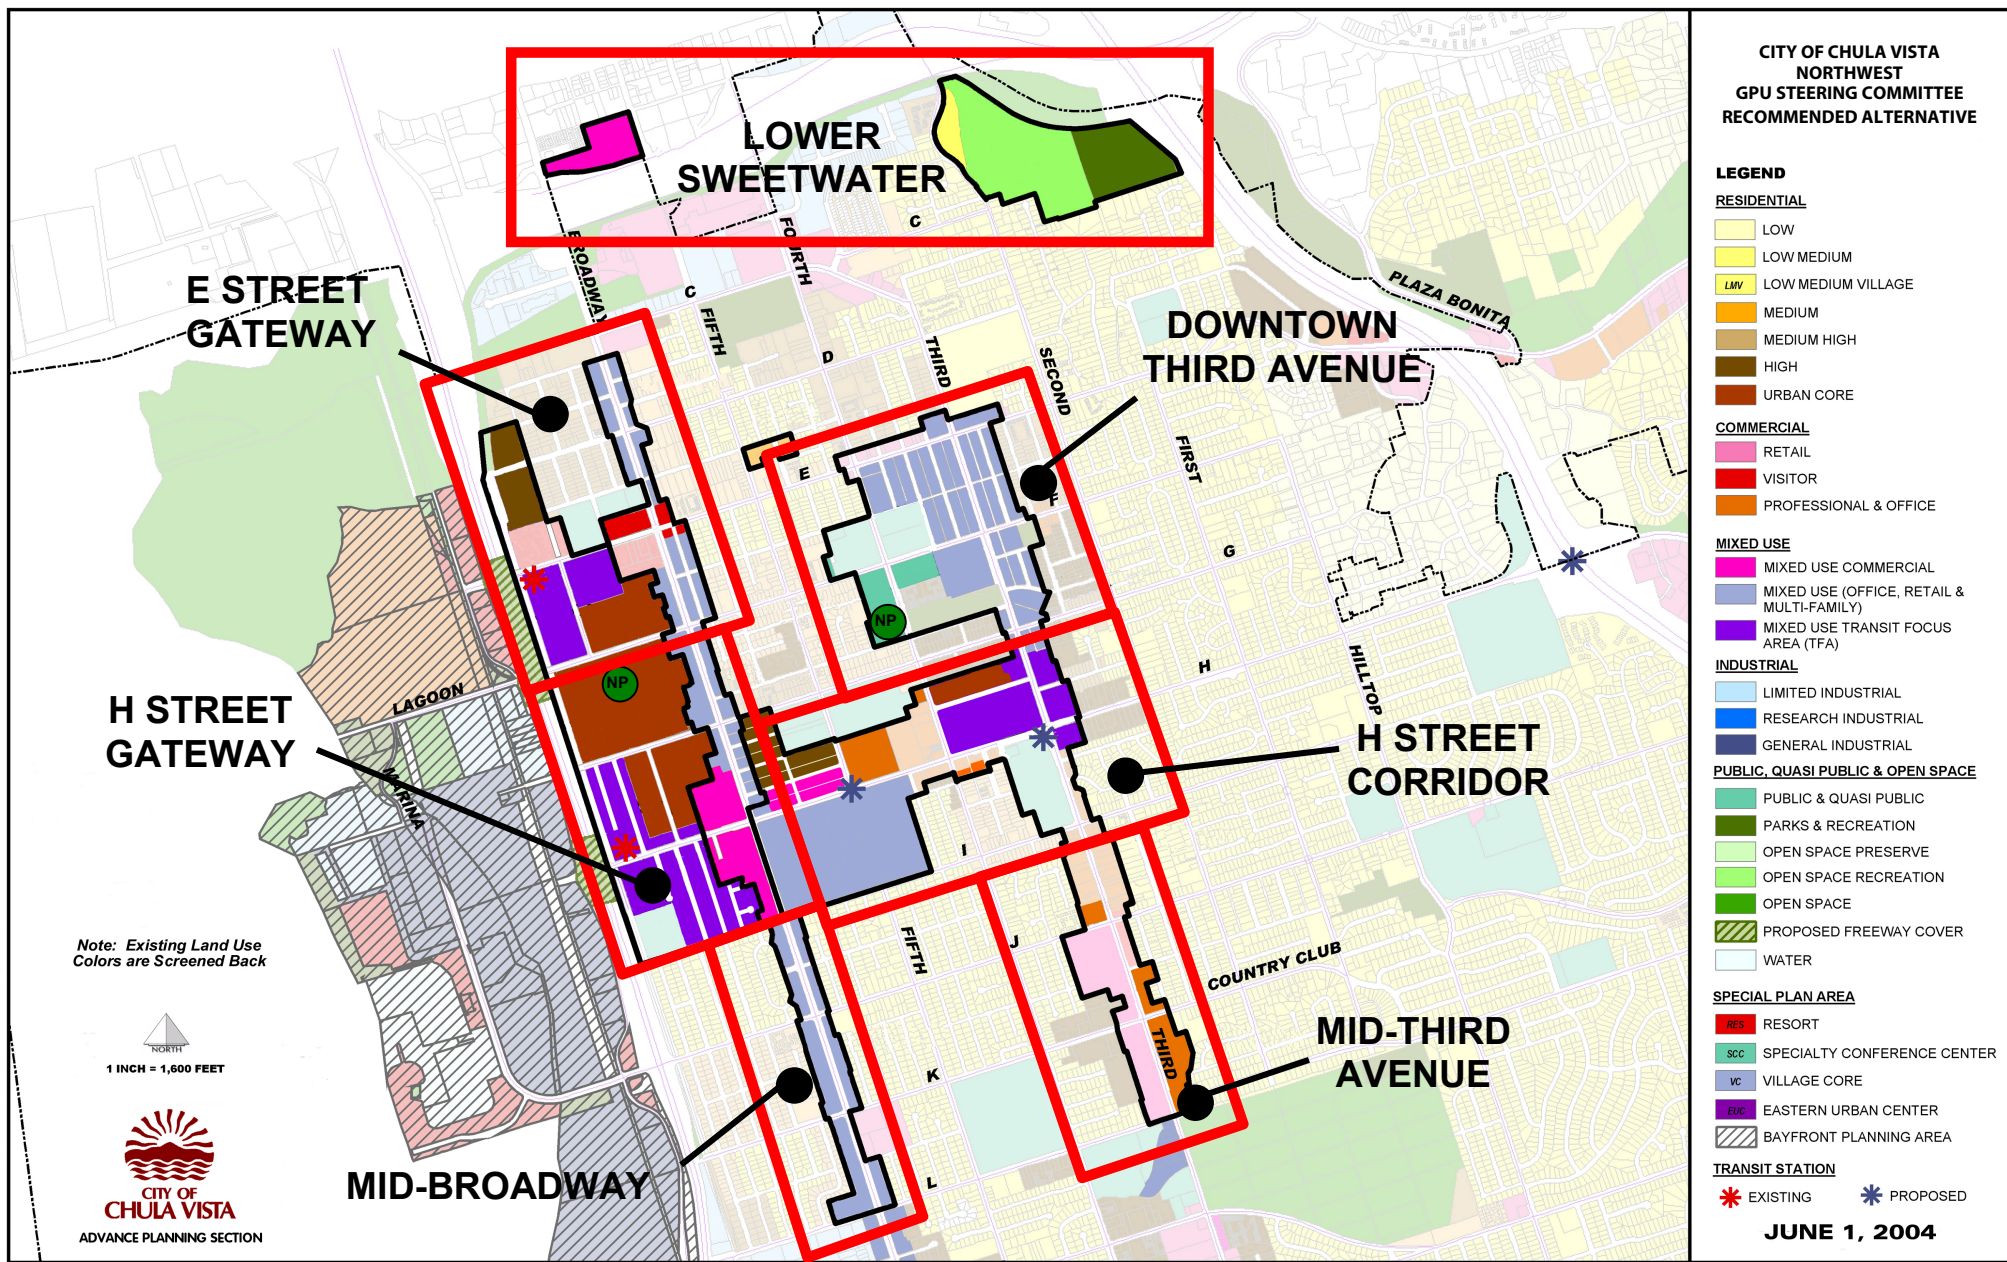 CITY OF CHULA VISTA
NORTHWEST
GPU STEERING COMMITTEE
RECOMMENDED ALTERNATIVE
LOWER
SWEETWATER
C
BROADWAY
FOURTH
C
FIFTH
D
THIRD
SECOND
PLAZA BONITA
E STREET
GATEWAY
DOWNTOWN
THIRD AVENUE
E
F
FIRST
G
NP
H
HILLTOP
LAGOON
NP
H STREET
GATEWAY
MARINA
H STREET
CORRIDOR
I
J
FIFTH
COUNTRY CLUB
K
THIRD
MID-THIRD
AVENUE
L
MID-BROADWAY
Note: Existing Land Use
Colors are Screened Back
NORTH
1 INCH = 1,600 FEET
CITY OF
CHULA VISTA
ADVANCE PLANNING SECTION
LEGEND
RESIDENTIAL
LOW
LOW MEDIUM
LMV LOW MEDIUM VILLAGE
MEDIUM
MEDIUM HIGH
HIGH
URBAN CORE
COMMERCIAL
RETAIL
VISITOR
PROFESSIONAL & OFFICE
MIXED USE
MIXED USE COMMERCIAL
MIXED USE (OFFICE, RETAIL &
MULTI-FAMILY)
MIXED USE TRANSIT FOCUS
AREA (TFA)
INDUSTRIAL
LIMITED INDUSTRIAL
RESEARCH INDUSTRIAL
GENERAL INDUSTRIAL
PUBLIC, QUASI PUBLIC & OPEN SPACE
PUBLIC & QUASI PUBLIC
PARKS & RECREATION
OPEN SPACE PRESERVE
OPEN SPACE RECREATION
OPEN SPACE
PROPOSED FREEWAY COVER
WATER
SPECIAL PLAN AREA
RES RESORT
SCC SPECIALTY CONFERENCE CENTER
VC VILLAGE CORE
EUC EASTERN URBAN CENTER
BAYFRONT PLANNING AREA
TRANSIT STATION
EXISTING PROPOSED
JUNE 1, 2004